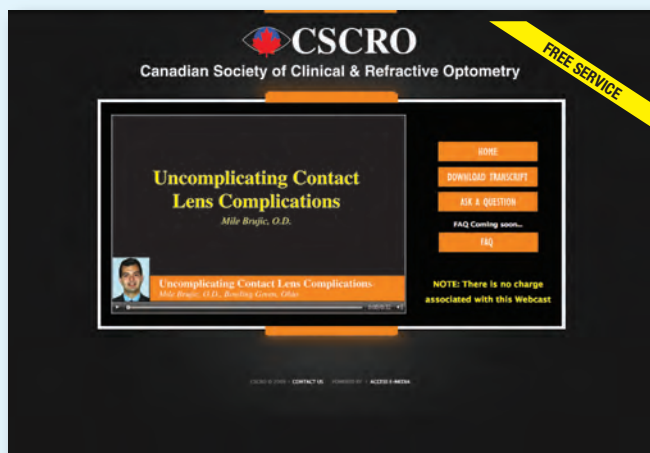 CSCRO
FREE SERVICE
Canadian Society of Clinical & Refractive Optometry
Uncomplicating Contact
Lens Complications
Mile Brujic, O.D.
HOME
DOWNLOAD TRANSCRIPT
ASK A QUESTION
FAQ Coming soon...
FAQ
Uncomplicating Contact Lens Complications
Mile Brujic, O.D., Bowling Green, Ohio
NOTE: There is no charge
associated with this Webcast
CONTACT US POWERED BY ACCESS E-MEDIA